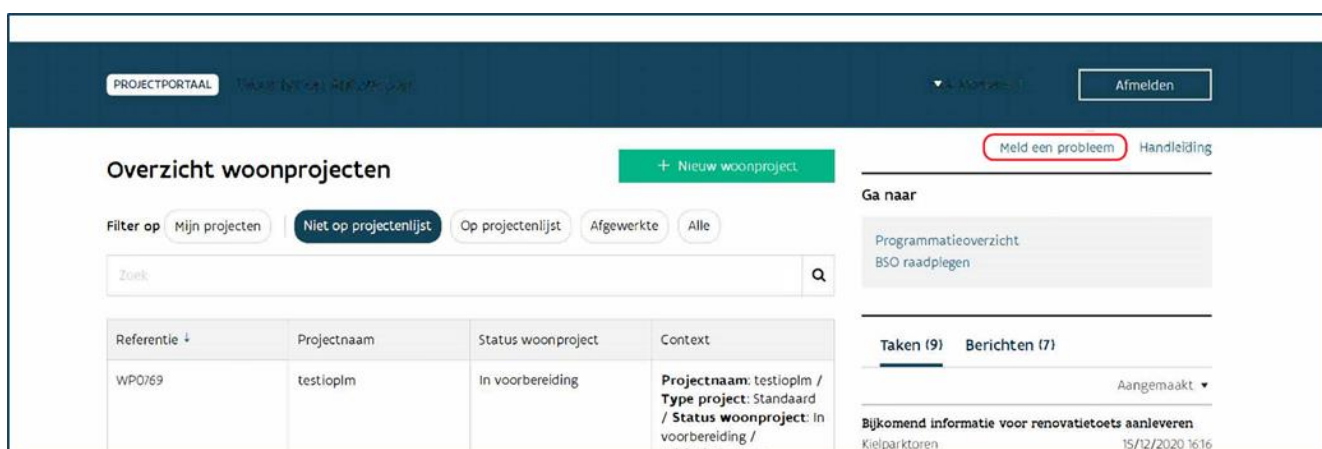 PROJECTPORTAAL
Afmelden
Meld een probleem Handleiding
Overzicht woonprojecten
+ Nieuw woonproject
Ga naar
Filter op Mijn projecten Niet op projectenlijst Op projectenlijst Afgewerkte Alle
Programmatieoverzicht
BSO raadplegen
Zoek
Referentie ↓ Projectnaam Status woonproject Context
Taken (9) Berichten (7)
WP0769 testioplm In voorbereiding Projectnaam: testioplm /
Type project: Standaard
/ Status woonproject: In
voorbereiding /
Aangemaakt ▼
Bijkomend informatie voor renovatietoets aanleveren
Kielparktoren 15/12/2020 16:16